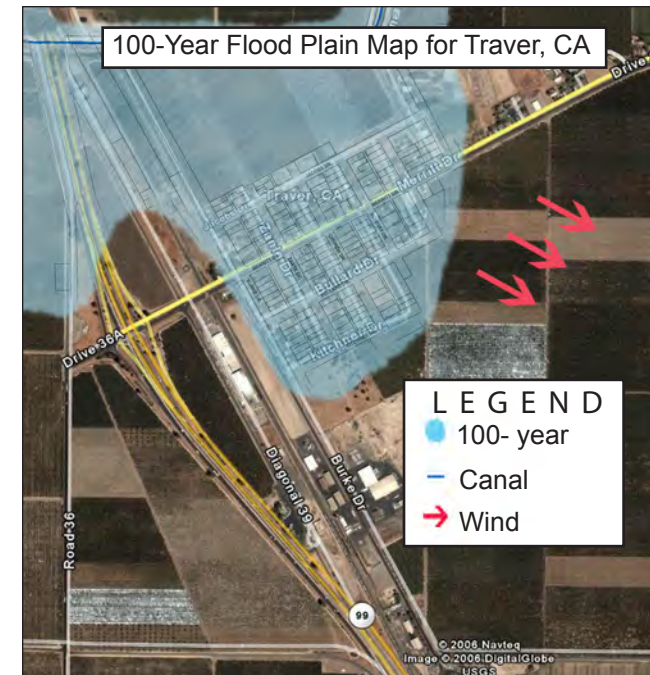 100-Year Flood Plain Map for Traver, CA
Drive
Merritt Dr
Traver, CA
Zante Dr
Bullard Dr
Kitchner Dr
Drive 36A
LEGEND
100- year
Canal
Wind
Diagonal 39
Burke Dr
Road 36
99
© 2006 Navteq
Image © 2006 DigitalGlobe
USGS